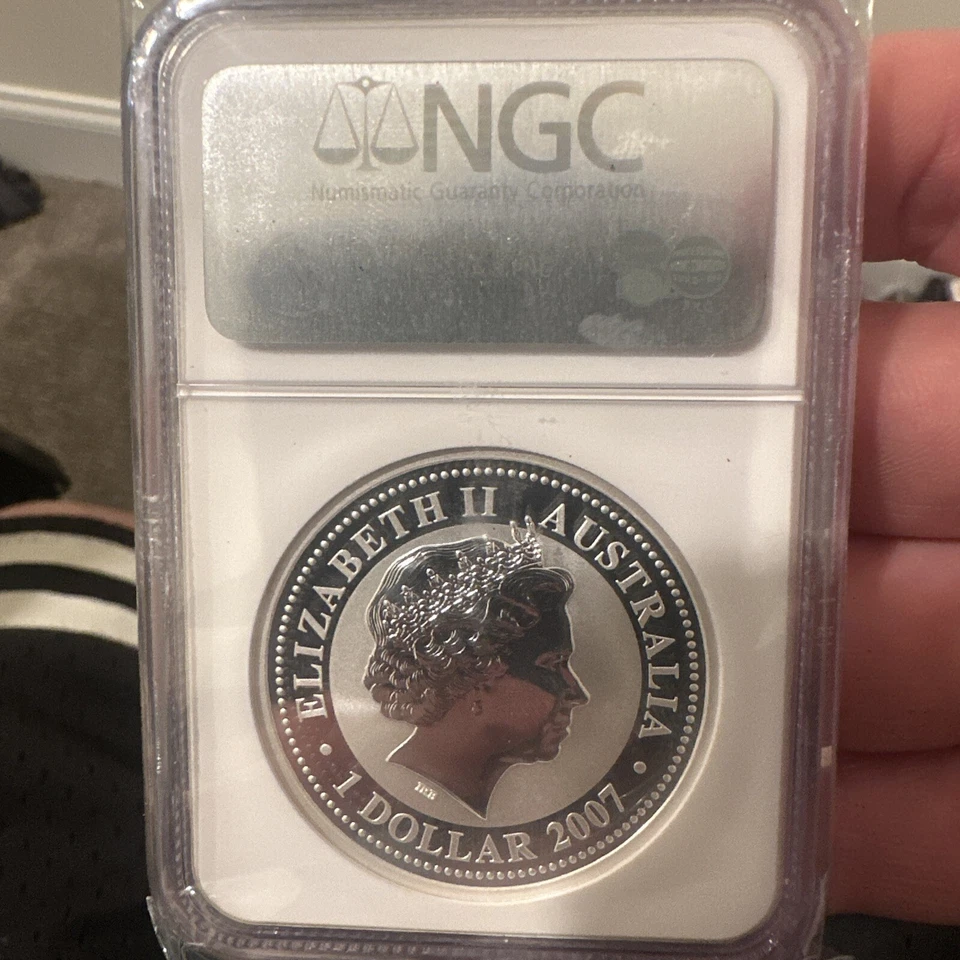 NGC
Numismatic Guaranty Corporation
ELIZABETH II AUSTRALIA
1 DOLLAR 2007
IRB